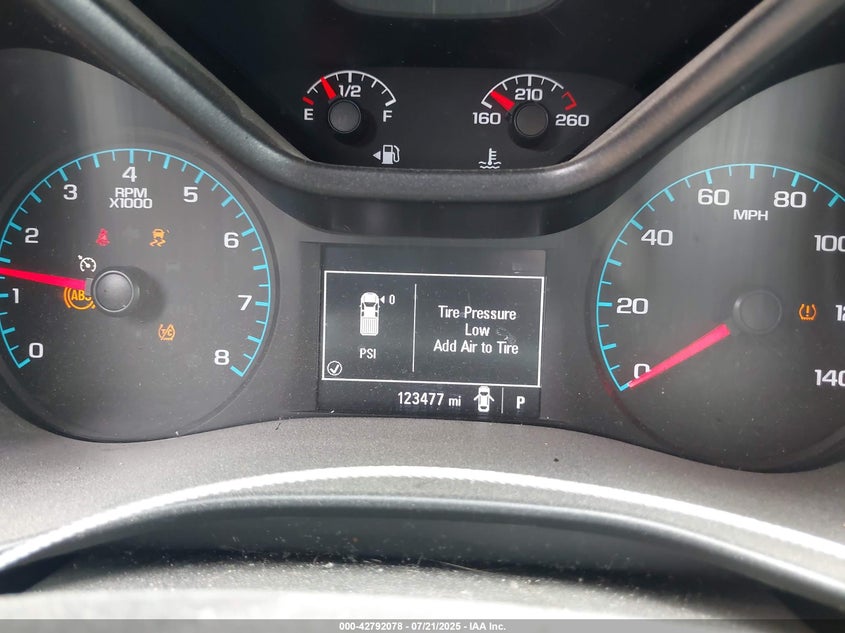 E 1/2 F
160 210 260
0 1 2 3 4 5 6 7 8
RPM
X1000
ABS
0 20 40 60 80 100 12 140
MPH
0
PSI
Tire Pressure
Low
Add Air to Tire
123477 mi P
000-42792078 - 07/21/2025 - IAA Inc.